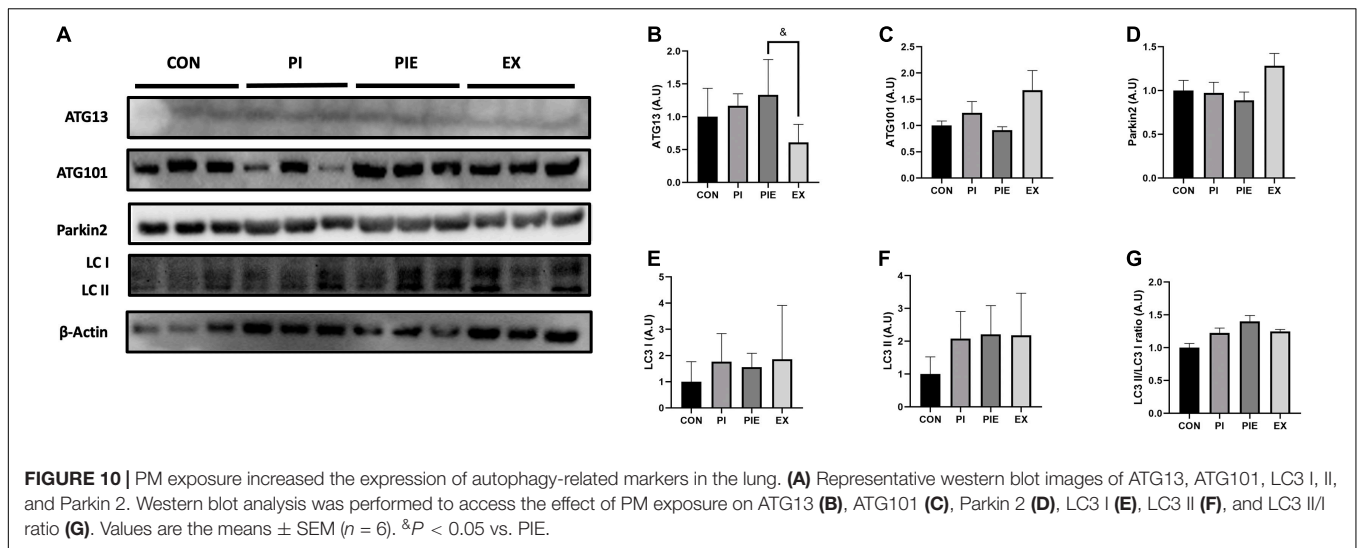 A
CON PI PIE EX
ATG13
ATG101
Parkin2
LC I
LC II
β-Actin
B
&
ATG13 (A.U)
2.0
1.5
1.0
0.5
0.0
CON PI PIE EX
C
ATG101 (A.U)
2.5
2.0
1.5
1.0
0.5
0.0
CON PI PIE EX
D
Parkin2 (A.U)
1.5
1.0
0.5
0.0
CON PI PIE EX
E
LC3 I (A.U)
5
4
3
2
1
0
CON PI PIE EX
F
LC3 II (A.U)
4
3
2
1
0
CON PI PIE EX
G
LC3 II/LC3 I ratio (A.U)
2.0
1.5
1.0
0.5
0.0
CON PI PIE EX
FIGURE 10 | PM exposure increased the expression of autophagy-related markers in the lung. (A) Representative western blot images of ATG13, ATG101, LC3 I, II,
and Parkin 2. Western blot analysis was performed to access the effect of PM exposure on ATG13 (B), ATG101 (C), Parkin 2 (D), LC3 I (E), LC3 II (F), and LC3 II/I
ratio (G). Values are the means ± SEM (n = 6). &P < 0.05 vs. PIE.